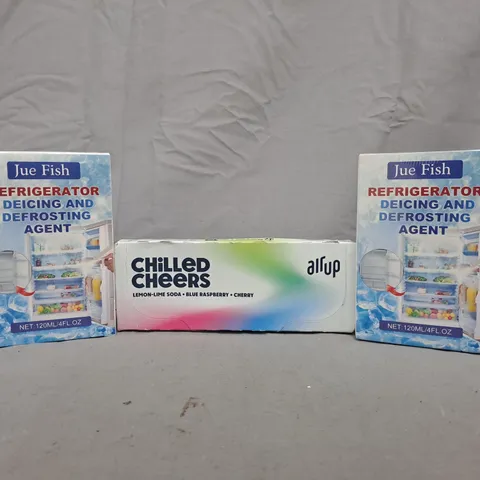 Jue Fish
EFRIGERATOR
DEICING AND
DEFROSTING
AGENT
NET:120ML/4FL.OZ
CHILLED
CHEERS
LEMON-LIME SODA • BLUE RASPBERRY • CHERRY
air up
Jue Fish
REFRIGERATOR
DEICING AND
DEFROSTING
AGENT
NET:120ML/4FL.OZ